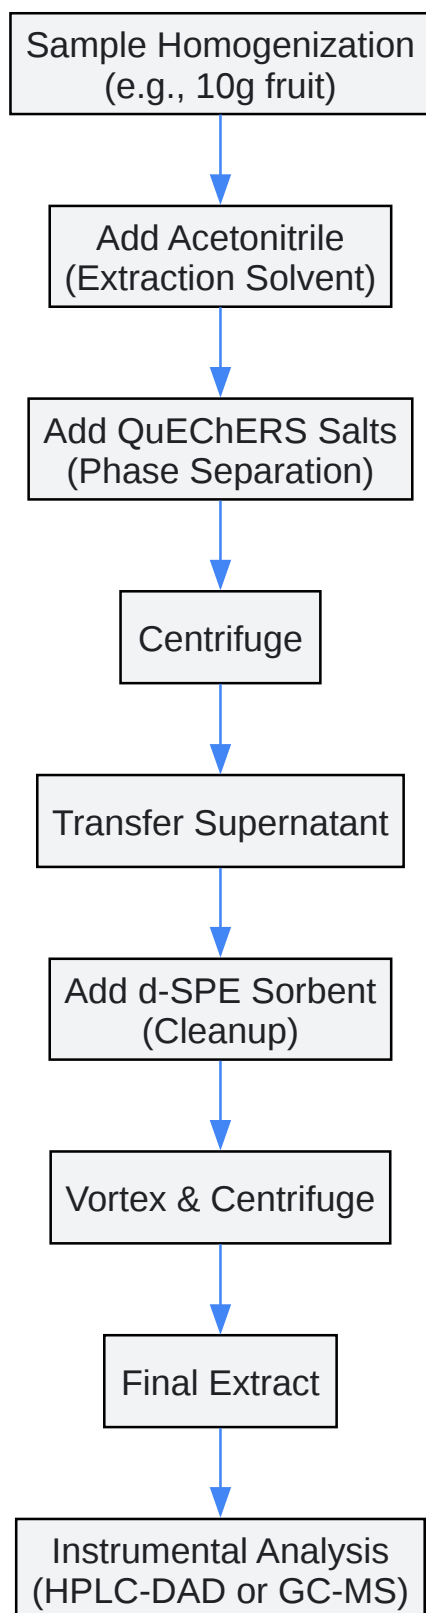 Sample Homogenization
(e.g., 10g fruit)
Add Acetonitrile
(Extraction Solvent)
Add QuEChERS Salts
(Phase Separation)
Centrifuge
Transfer Supernatant
Add d-SPE Sorbent
(Cleanup)
Vortex & Centrifuge
Final Extract
Instrumental Analysis
(HPLC-DAD or GC-MS)